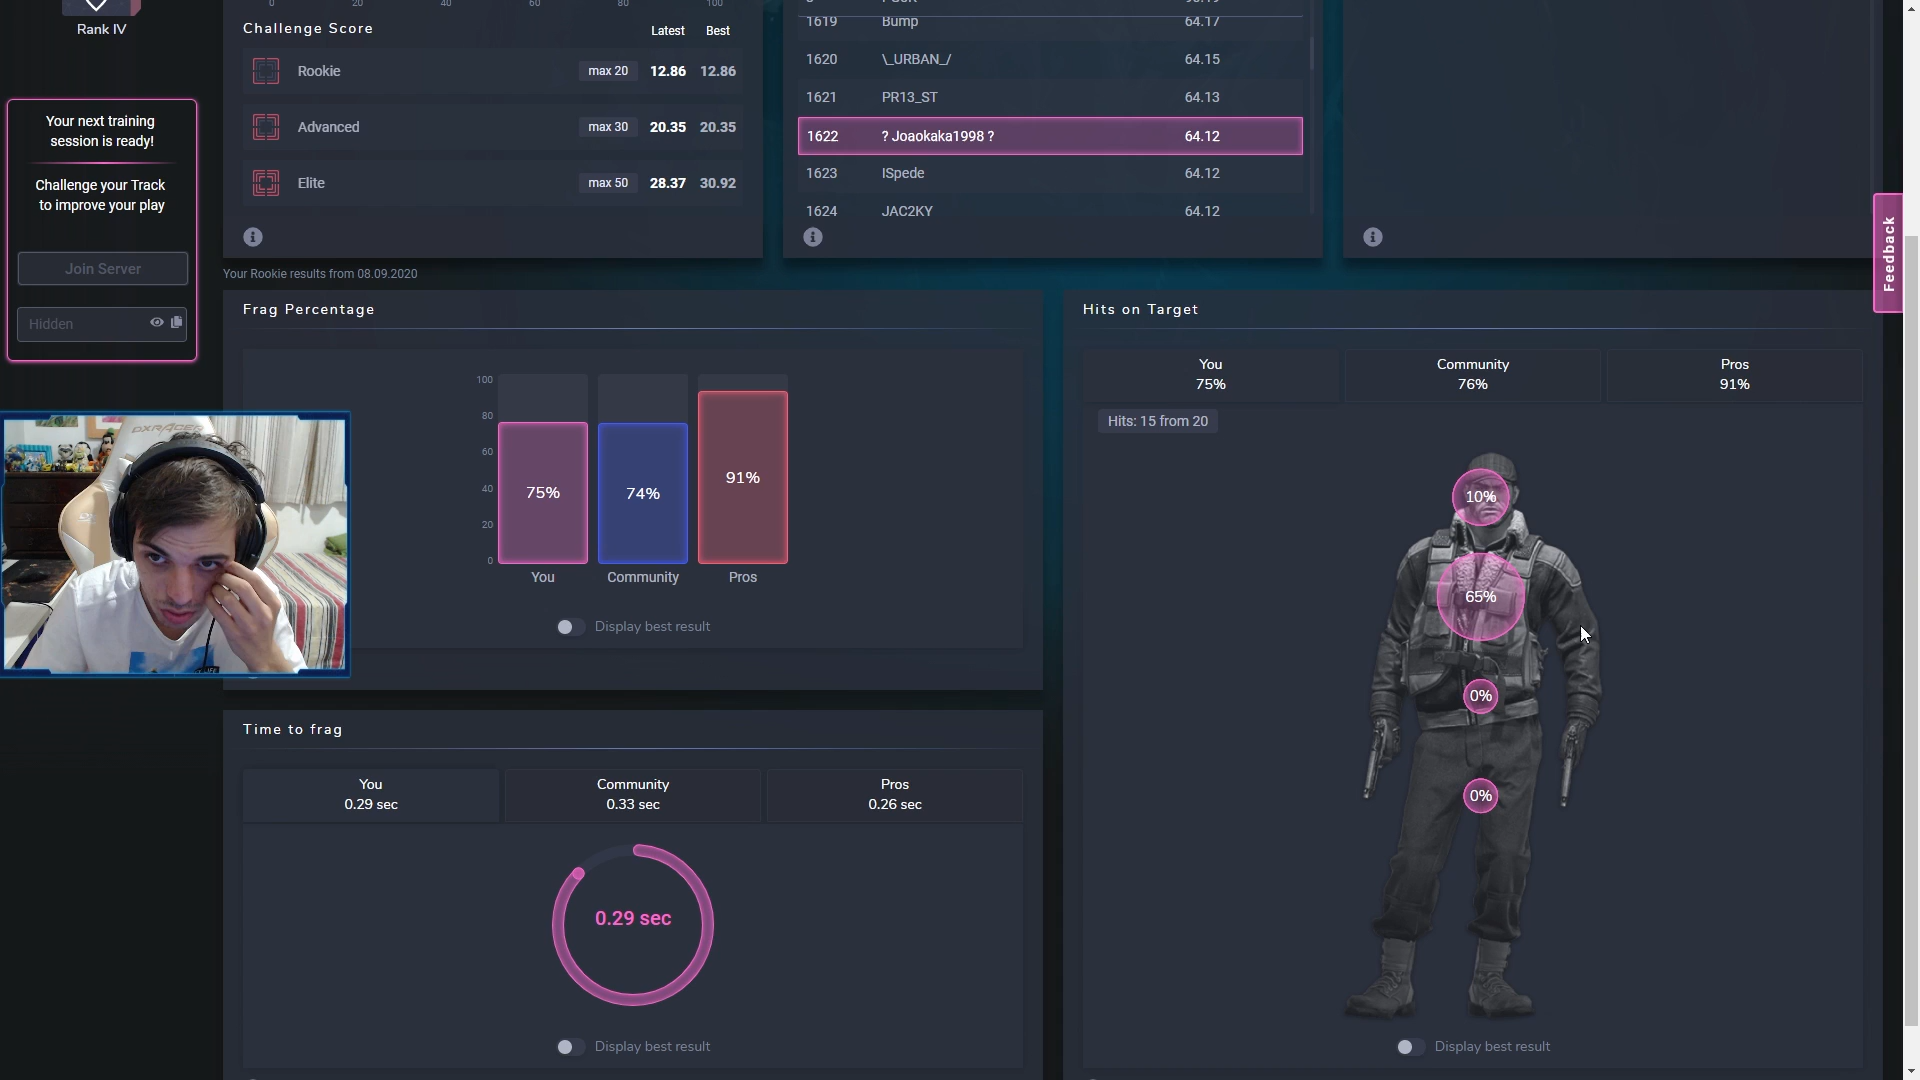 Rank IV
Your next training
session is ready!
Challenge your Track
to improve your play
Join Server
Hidden
0 20 40 60 80 100
Challenge Score Latest Best
Rookie max 20 12.86 12.86
Advanced max 30 20.35 20.35
Elite max 50 28.37 30.92
1619 Bump 64.17
1620 \_URBAN_/ 64.15
1621 PR13_ST 64.13
1622 ? Joaokaka1998 ? 64.12
1623 ISpede 64.12
1624 JAC2KY 64.12
Feedback
Your Rookie results from 08.09.2020
Frag Percentage
100
80
60
40
20
0
75% 74% 91%
You Community Pros
Display best result
DXRACER
Time to frag
You Community Pros
0.29 sec 0.33 sec 0.26 sec
0.29 sec
Display best result
Hits on Target
You Community Pros
75% 76% 91%
Hits: 15 from 20
10%
65%
0%
0%
Display best result